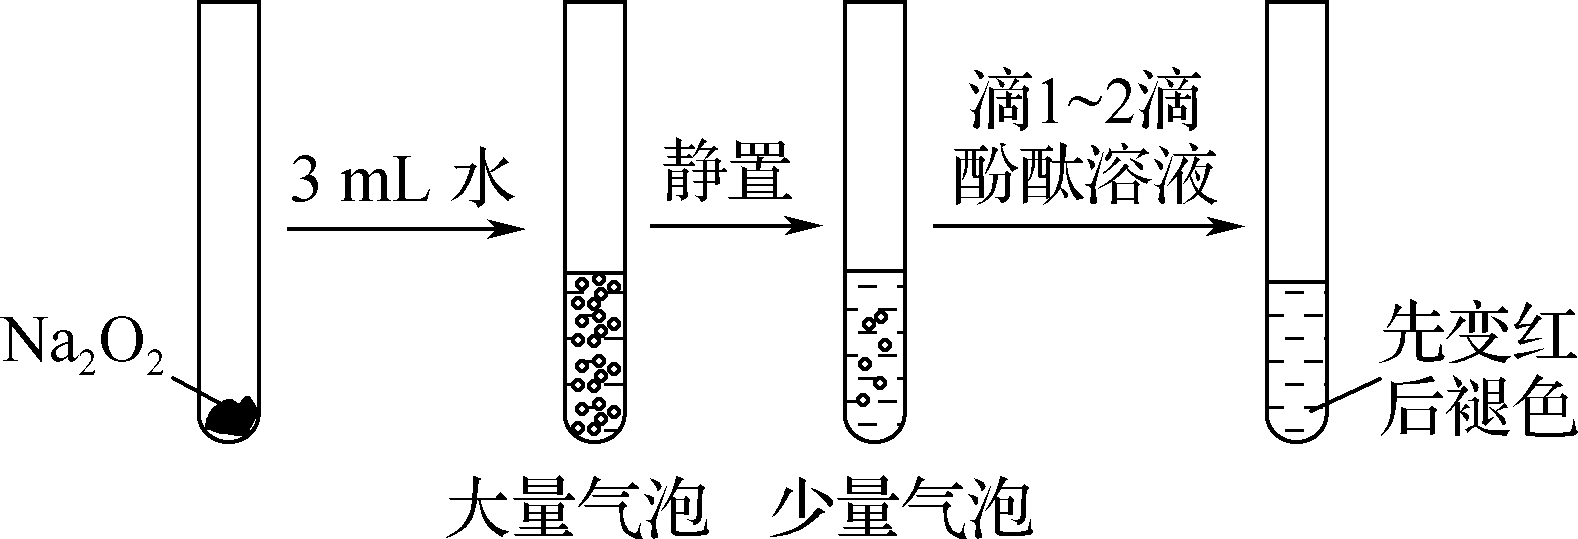 Na₂O₂
3 mL 水
大量气泡
静置
少量气泡
滴1~2滴
酚酞溶液
先变红
后褪色